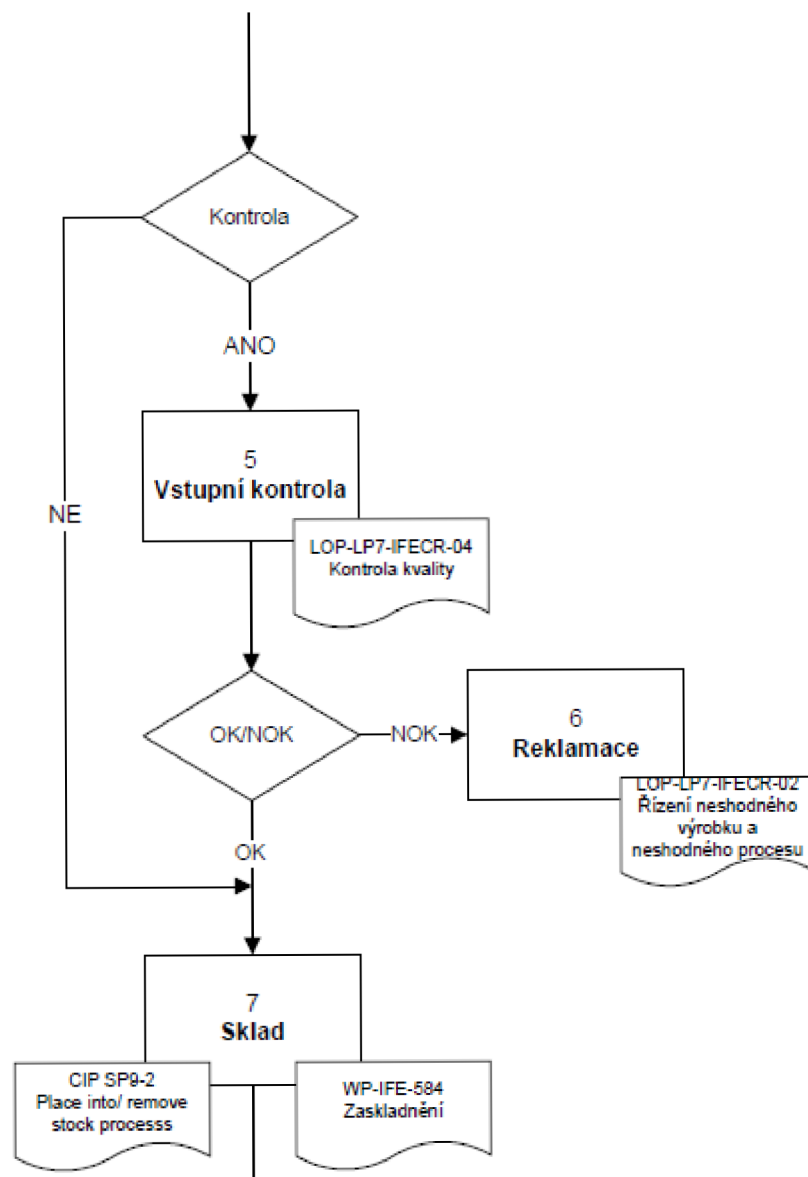 Kontrola
ANO
5
Vstupní kontrola
NE
LOP-LP7-IFECR-04
Kontrola kvality
OK/NOK
NOK
6
Reklamace
LOP-LP7-IFECR-02
Řízení neshodného
výrobku a
neshodného procesu
OK
7
Sklad
CIP SP9-2
Place into/ remove
stock processs
WP-IFE-584
Zaskladnění